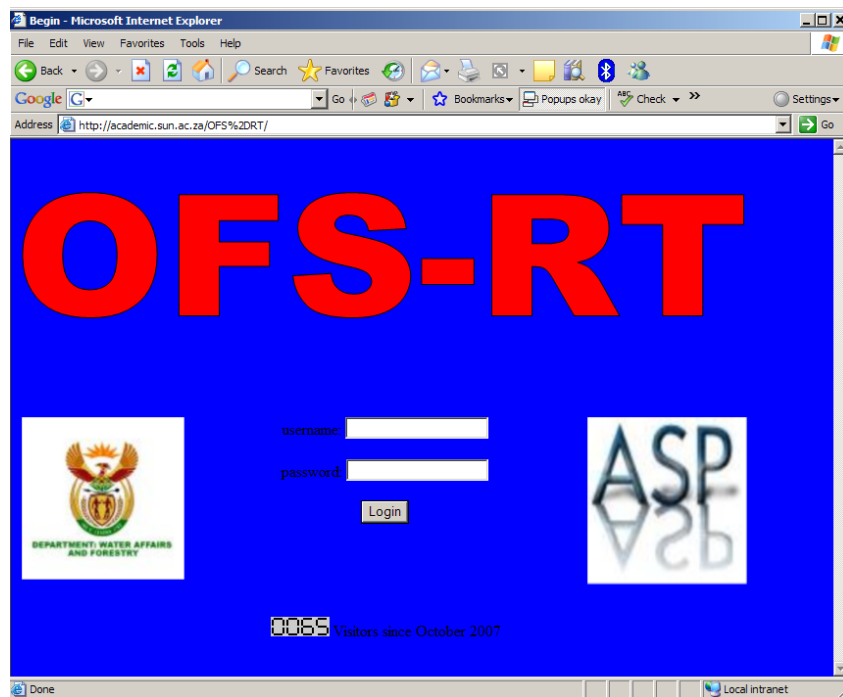 Begin - Microsoft Internet Explorer
File Edit View Favorites Tools Help
Back Search Favorites
Google G Go Bookmarks Popups okay ABC Check » Settings
Address http://academic.sun.ac.za/OFS%2DRT/ Go
OFS-RT
username:
password:
Login
DEPARTMENT: WATER AFFAIRS
AND FORESTRY
ASP
0065 Visitors since October 2007
Done Local intranet